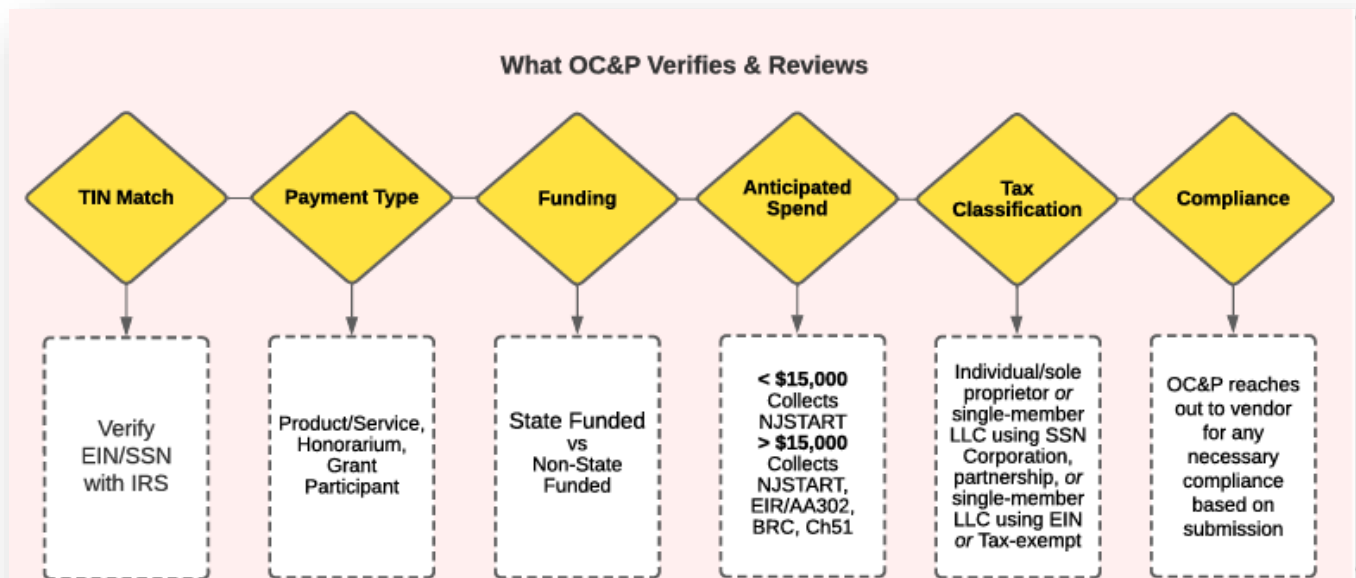 What OC&P Verifies & Reviews
TIN Match
Payment Type
Funding
Anticipated
Spend
Tax
Classification
Compliance
Verify
EIN/SSN
with IRS
Product/Service,
Honorarium,
Grant
Participant
State Funded
vs
Non-State
Funded
< $15,000
Collects
NJSTART
> $15,000
Collects
NJSTART,
EIR/AA302,
BRC, Ch51
Individual/sole
proprietor or
single-member
LLC using SSN
Corporation,
partnership, or
single-member
LLC using EIN
or Tax-exempt
OC&P reaches
out to vendor
for any
necessary
compliance
based on
submission